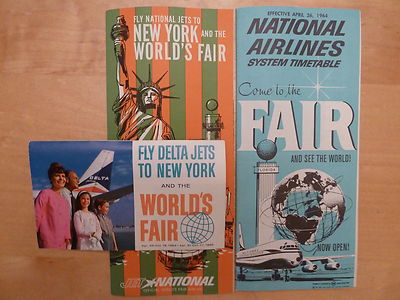 FLY NATIONAL JETS TO
NEW YORK AND THE
WORLD'S FAIR
EFFECTIVE APRIL 26, 1964
NATIONAL
AIRLINES
SYSTEM TIMETABLE
Come to the
FAIR
AND SEE THE WORLD!
FLORIDA
NOW OPEN!
DELTA
FLY DELTA JETS
TO NEW YORK
AND THE
WORLD'S
FAIR
JET NATIONAL